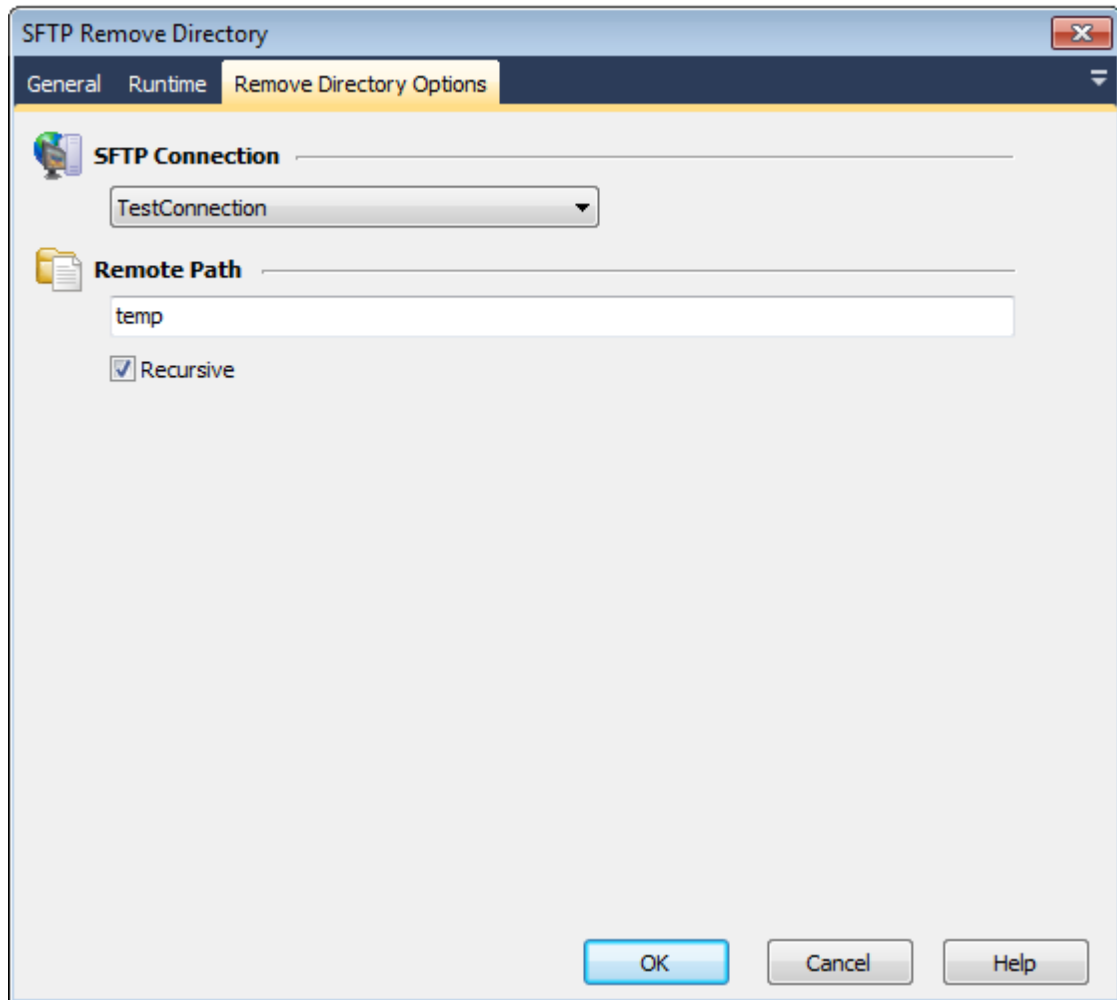 SFTP Remove Directory
General Runtime Remove Directory Options
SFTP Connection
TestConnection
Remote Path
temp
Recursive
OK Cancel Help